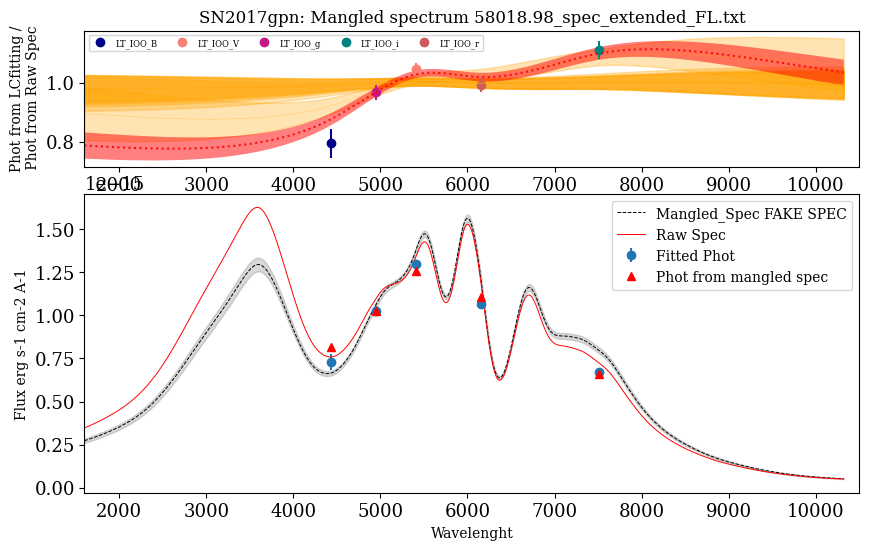 SN2017gpn: Mangled spectrum 58018.98_spec_extended_FL.txt
Phot from LCfitting /
Phot from Raw Spec
LT_IOO_B LT_IOO_V LT_IOO_g LT_IOO_i LT_IOO_r
1.0
0.8
2000 3000 4000 5000 6000 7000 8000 9000 10000
1e−15
Flux erg s-1 cm-2 A-1
Mangled_Spec FAKE SPEC
Raw Spec
Fitted Phot
Phot from mangled spec
1.50
1.25
1.00
0.75
0.50
0.25
0.00
2000 3000 4000 5000 6000 7000 8000 9000 10000
Wavelenght